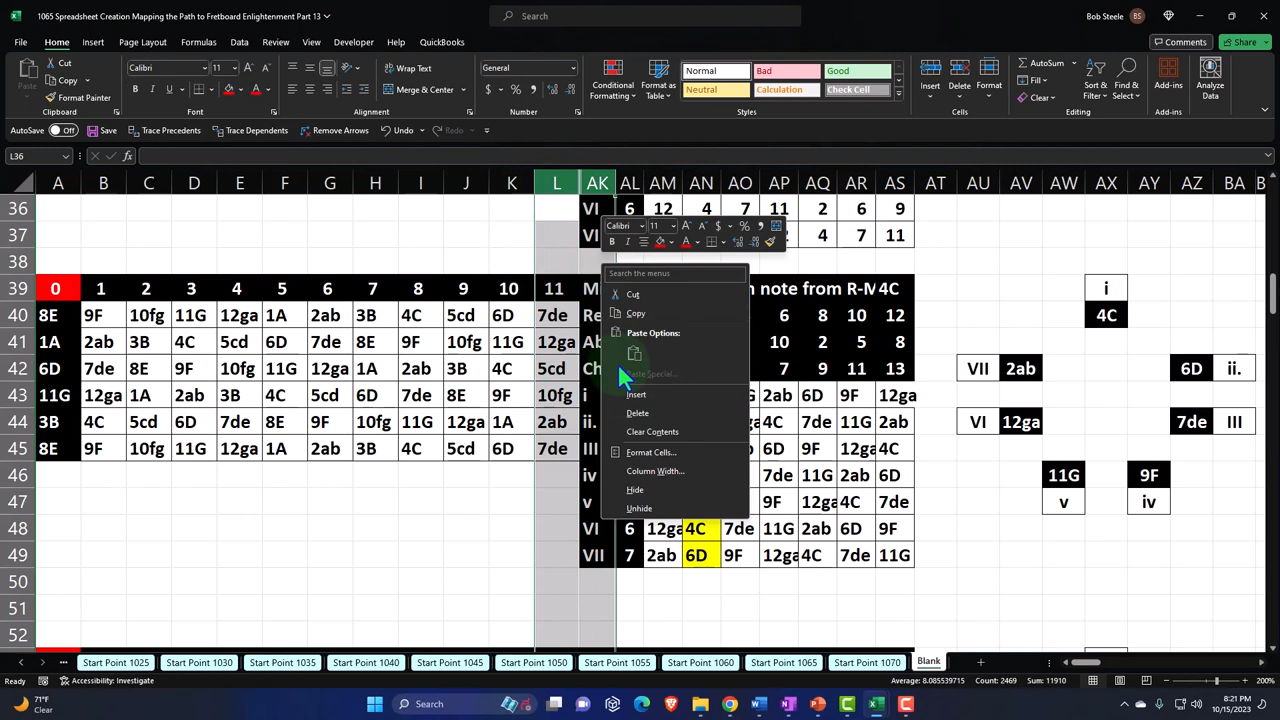 1065 Spreadsheet Creation Mapping the Path to Fretboard Enlightenment Part 13
Search
Bob Steele BS
File Home Insert Page Layout Formulas Data Review View Developer Automate Help QuickBooks
Comments Share
Cut
Copy
Format Painter
Paste
Clipboard
Calibri 11
B I U
Font
Wrap Text
Merge & Center
Alignment
General
$ % ,
Number
Conditional Formatting
Format as Table
Normal Bad Good
Neutral Calculation Check Cell
Styles
Insert Delete Format
Cells
AutoSum
Fill
Clear
Sort & Filter
Find & Select
Editing
Add-ins
Add-ins
Analyze Data
AutoSave Off Save Trace Precedents Trace Dependents Remove Arrows Undo Redo
L36
fx
A B C D E F G H I J K L AK AL AM AN AO AP AQ AR AS AT AU AV AW AX AY AZ BA B
36 VI 6 12 4 7 11 2 6 9
37 VI 4 7 11
38
39 0 1 2 3 4 5 6 7 8 9 10 11 M n note from R-M 4C i
40 8E 9F 10fg 11G 12ga 1A 2ab 3B 4C 5cd 6D 7de Re 6 8 10 12 4C
41 1A 2ab 3B 4C 5cd 6D 7de 8E 9F 10fg 11G 12ga Ab 10 2 5 8
42 6D 7de 8E 9F 10fg 11G 12ga 1A 2ab 3B 4C 5cd Ch 7 9 11 13 VII 2ab 6D ii.
43 11G 12ga 1A 2ab 3B 4C 5cd 6D 7de 8E 9F 10fg i 2ab 6D 9F 12ga
44 3B 4C 5cd 6D 7de 8E 9F 10fg 11G 12ga 1A 2ab ii. 4C 7de 11G 2ab VI 12ga 7de III
45 8E 9F 10fg 11G 12ga 1A 2ab 3B 4C 5cd 6D 7de III 6D 9F 12ga 4C
46 iv 7de 11G 2ab 6D 11G 9F
47 v 9F 12ga 4C 7de v iv
48 VI 6 12ga 4C 7de 11G 2ab 6D 9F
49 VII 7 2ab 6D 9F 12ga 4C 7de 11G
50
51
52
Calibri 11 $ % ,
B I
Search the menus
Cut
Copy
Paste Options:
Paste Special...
Insert
Delete
Clear Contents
Format Cells...
Column Width...
Hide
Unhide
Start Point 1025 Start Point 1030 Start Point 1035 Start Point 1040 Start Point 1045 Start Point 1050 Start Point 1055 Start Point 1060 Start Point 1065 Start Point 1070 Blank
Ready Accessibility: Investigate Average: 8.085539715 Count: 2469 Sum: 11910 200%
71°F
Clear
Search
8:21 PM
10/15/2023